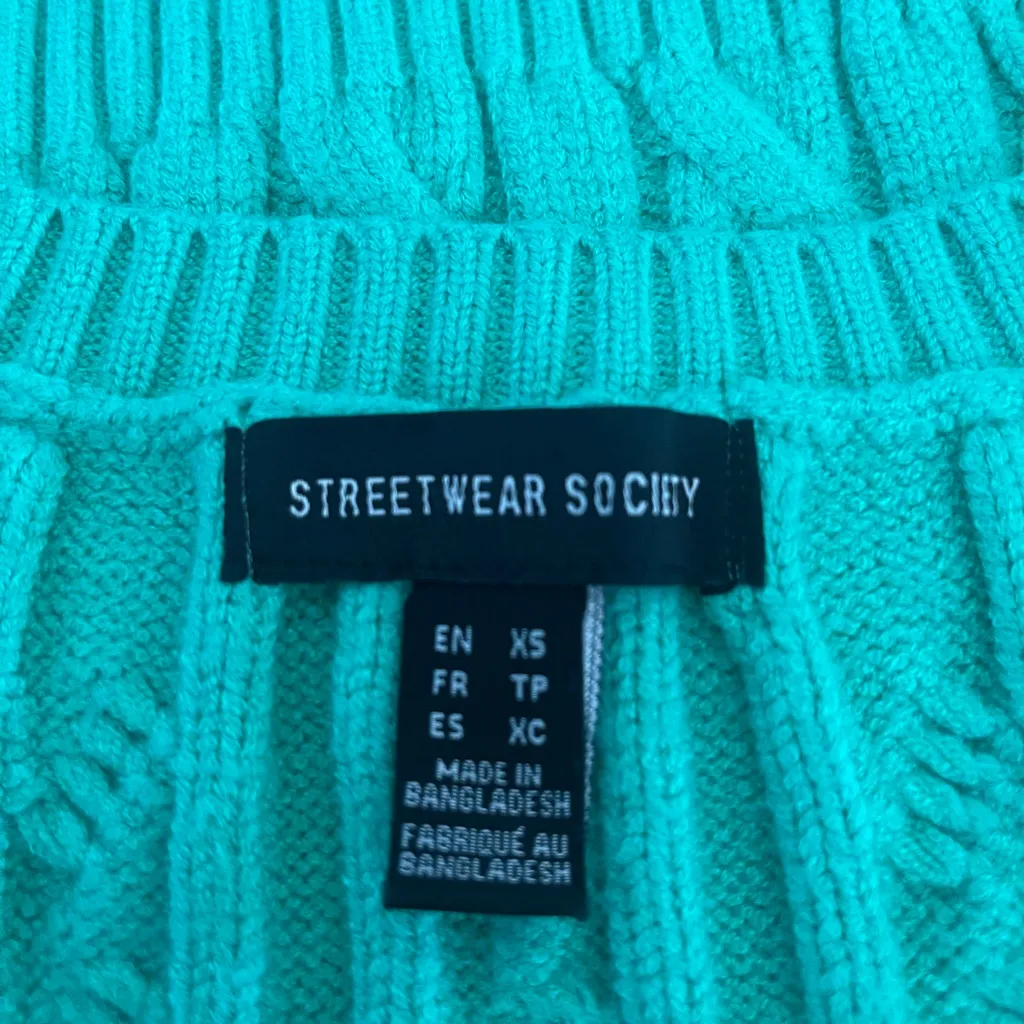 STREETWEAR SOCIETY
EN XS
FR TP
ES XC
MADE IN
BANGLADESH
FABRIQUÉ AU
BANGLADESH